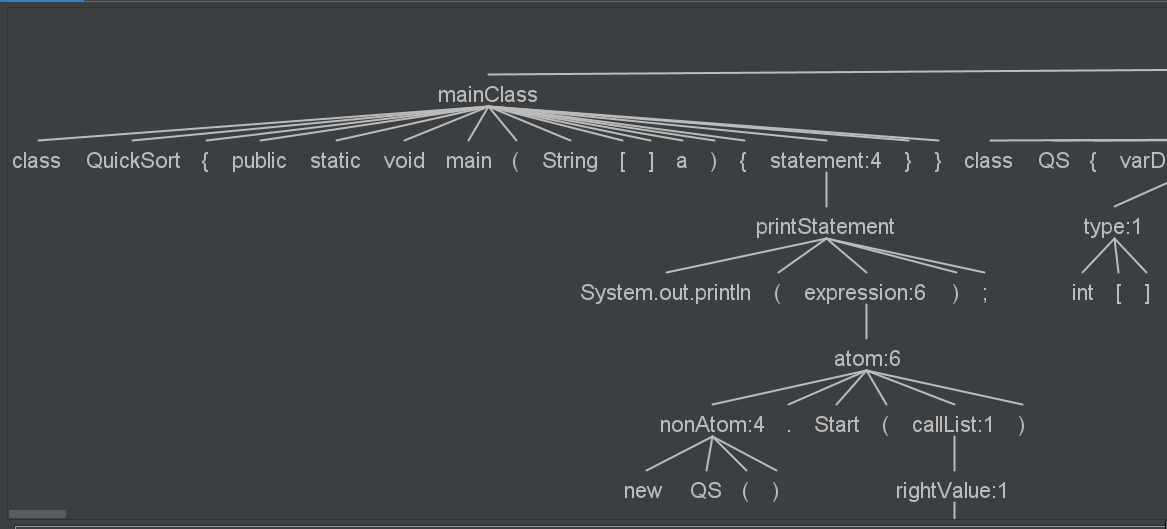 mainClass
class QuickSort { public static void main ( String [ ] a ) { statement:4 } } class QS { varD
printStatement type:1
System.out.println ( expression:6 ) ; int [ ]
atom:6
nonAtom:4 . Start ( callList:1 )
new QS ( ) rightValue:1